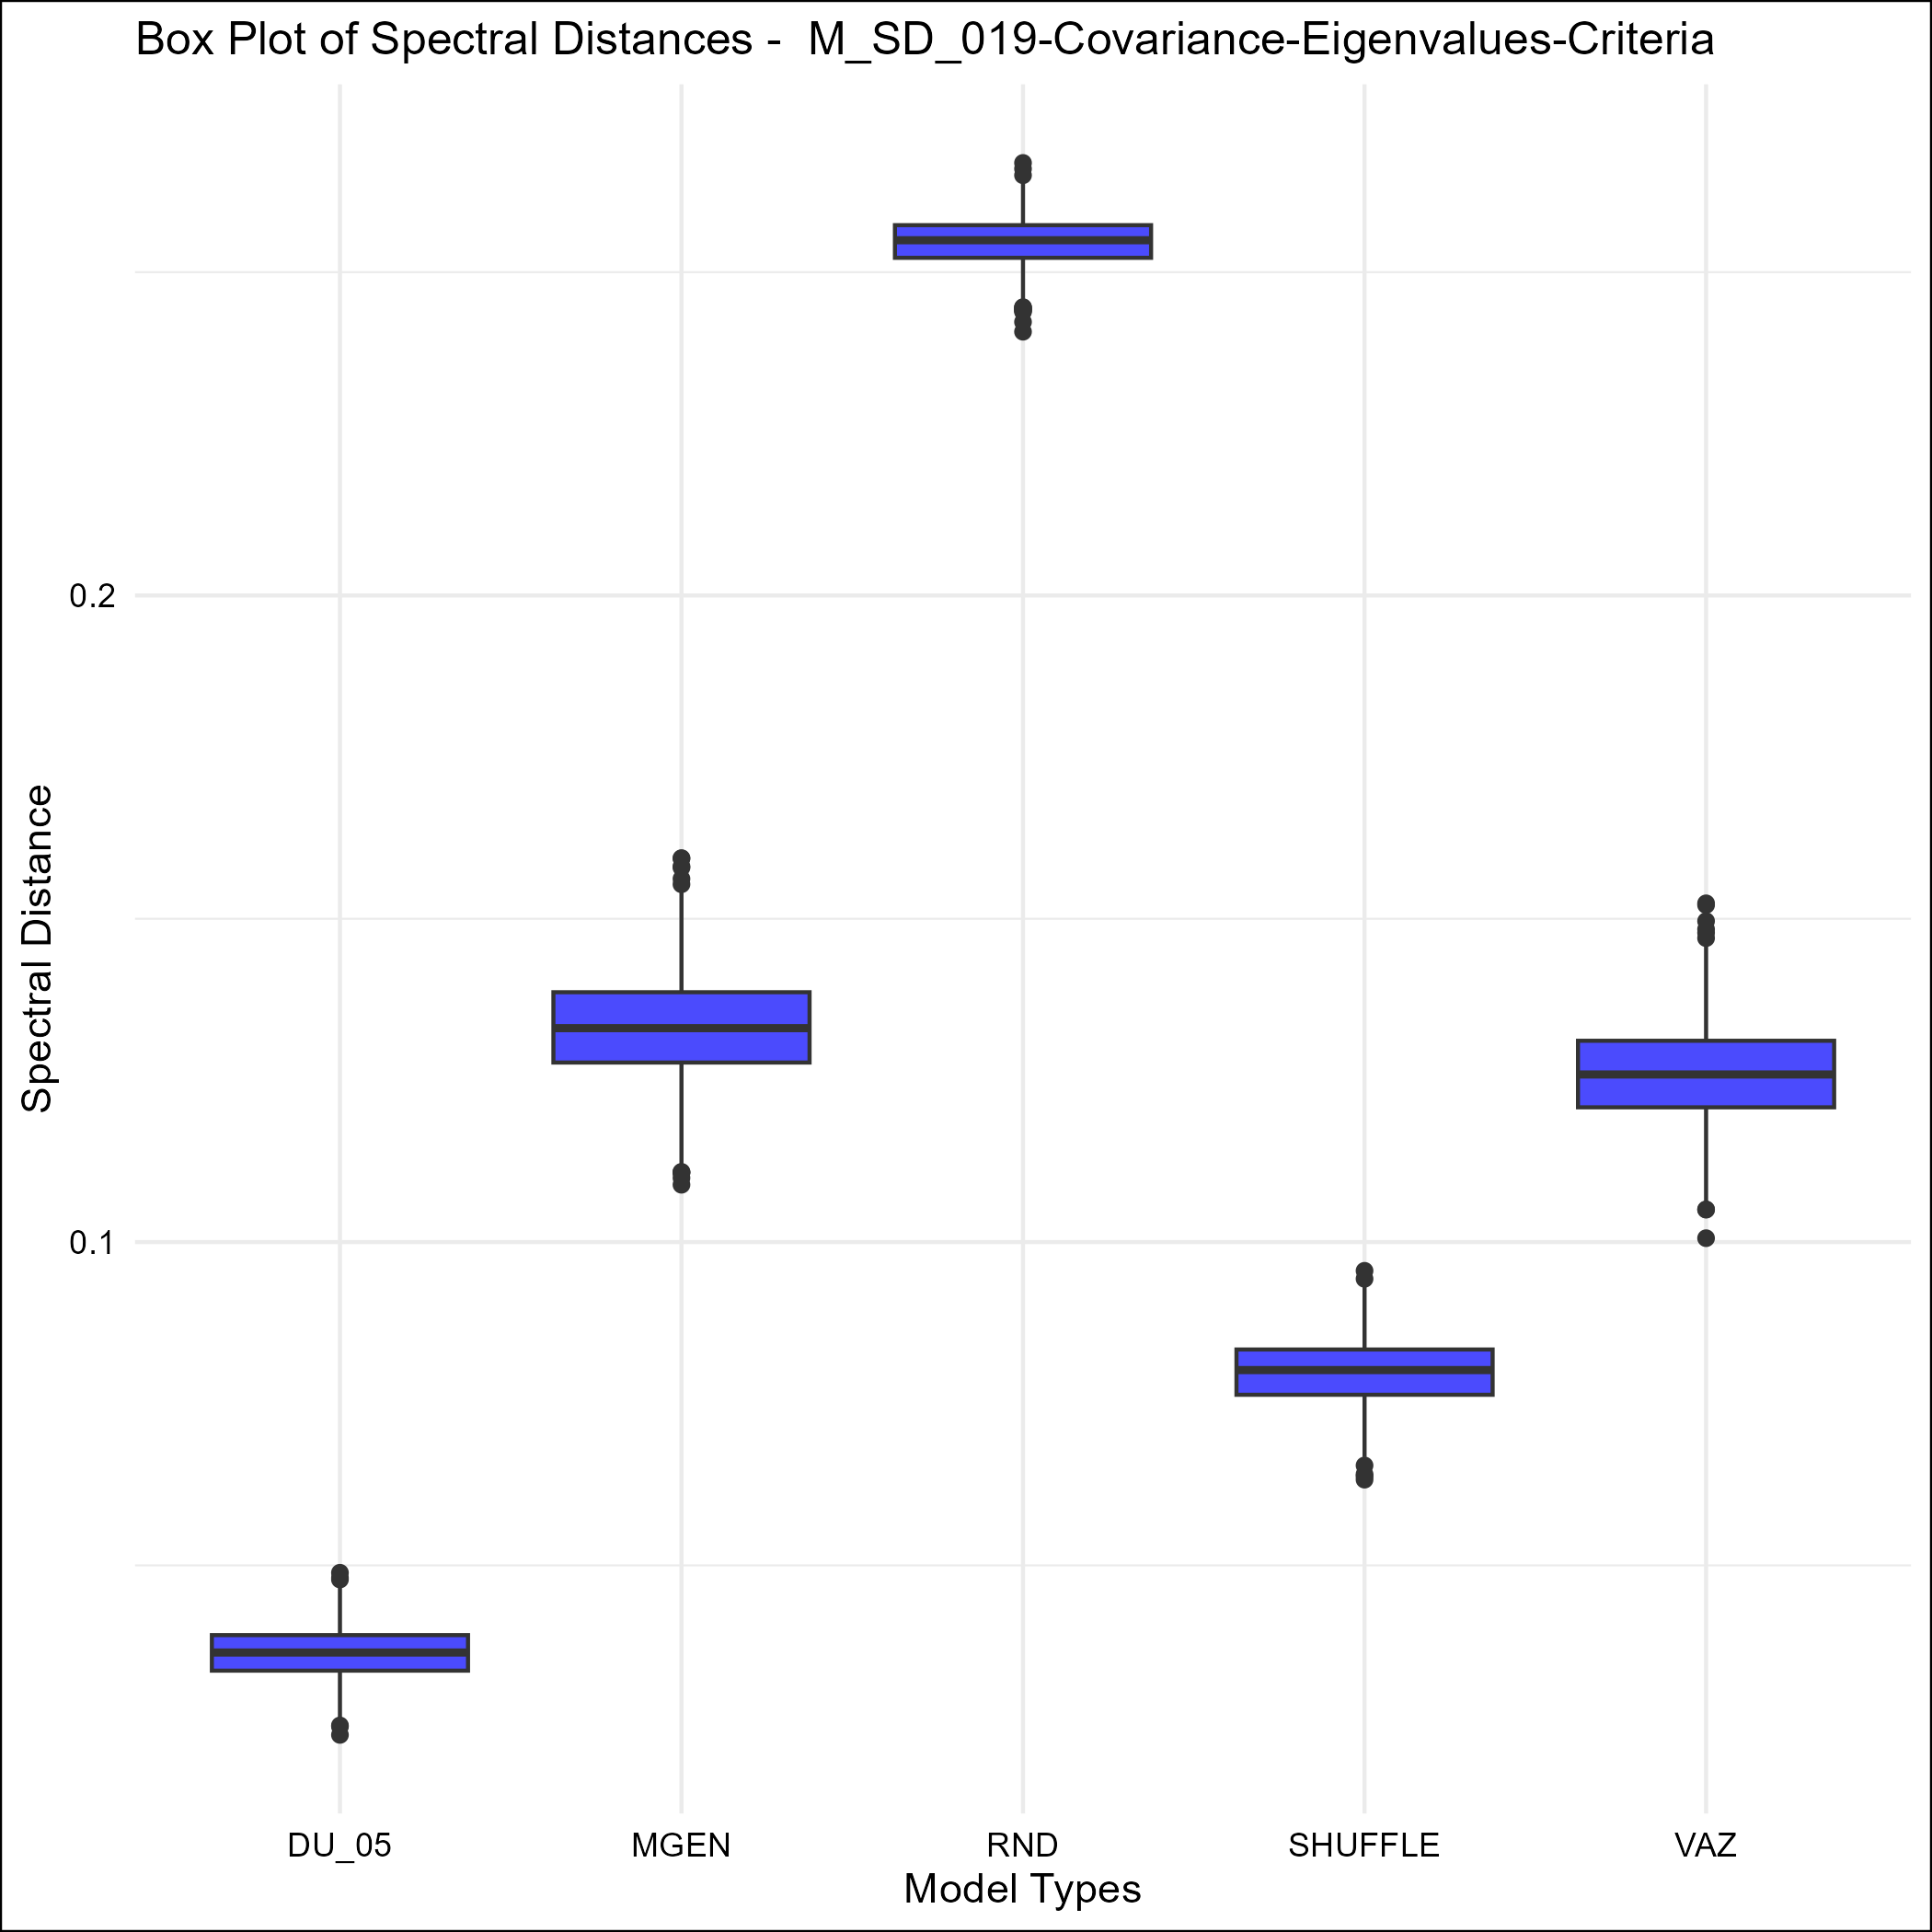 Box Plot of Spectral Distances -  M_SD_019-Covariance-Eigenvalues-Criteria
Spectral Distance
0.2
0.1
DU_05 MGEN RND SHUFFLE VAZ
Model Types